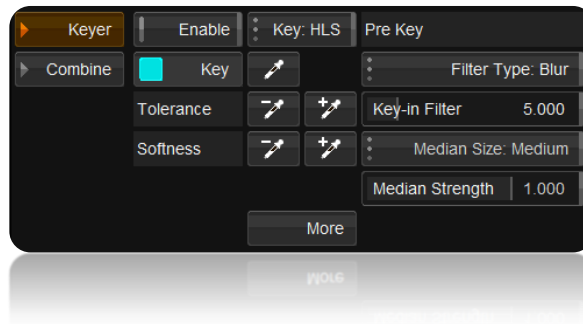 Keyer Enable Key: HLS Pre Key
Combine Key Filter Type: Blur
Tolerance Key-in Filter 5.000
Softness Median Size: Medium
Median Strength 1.000
More